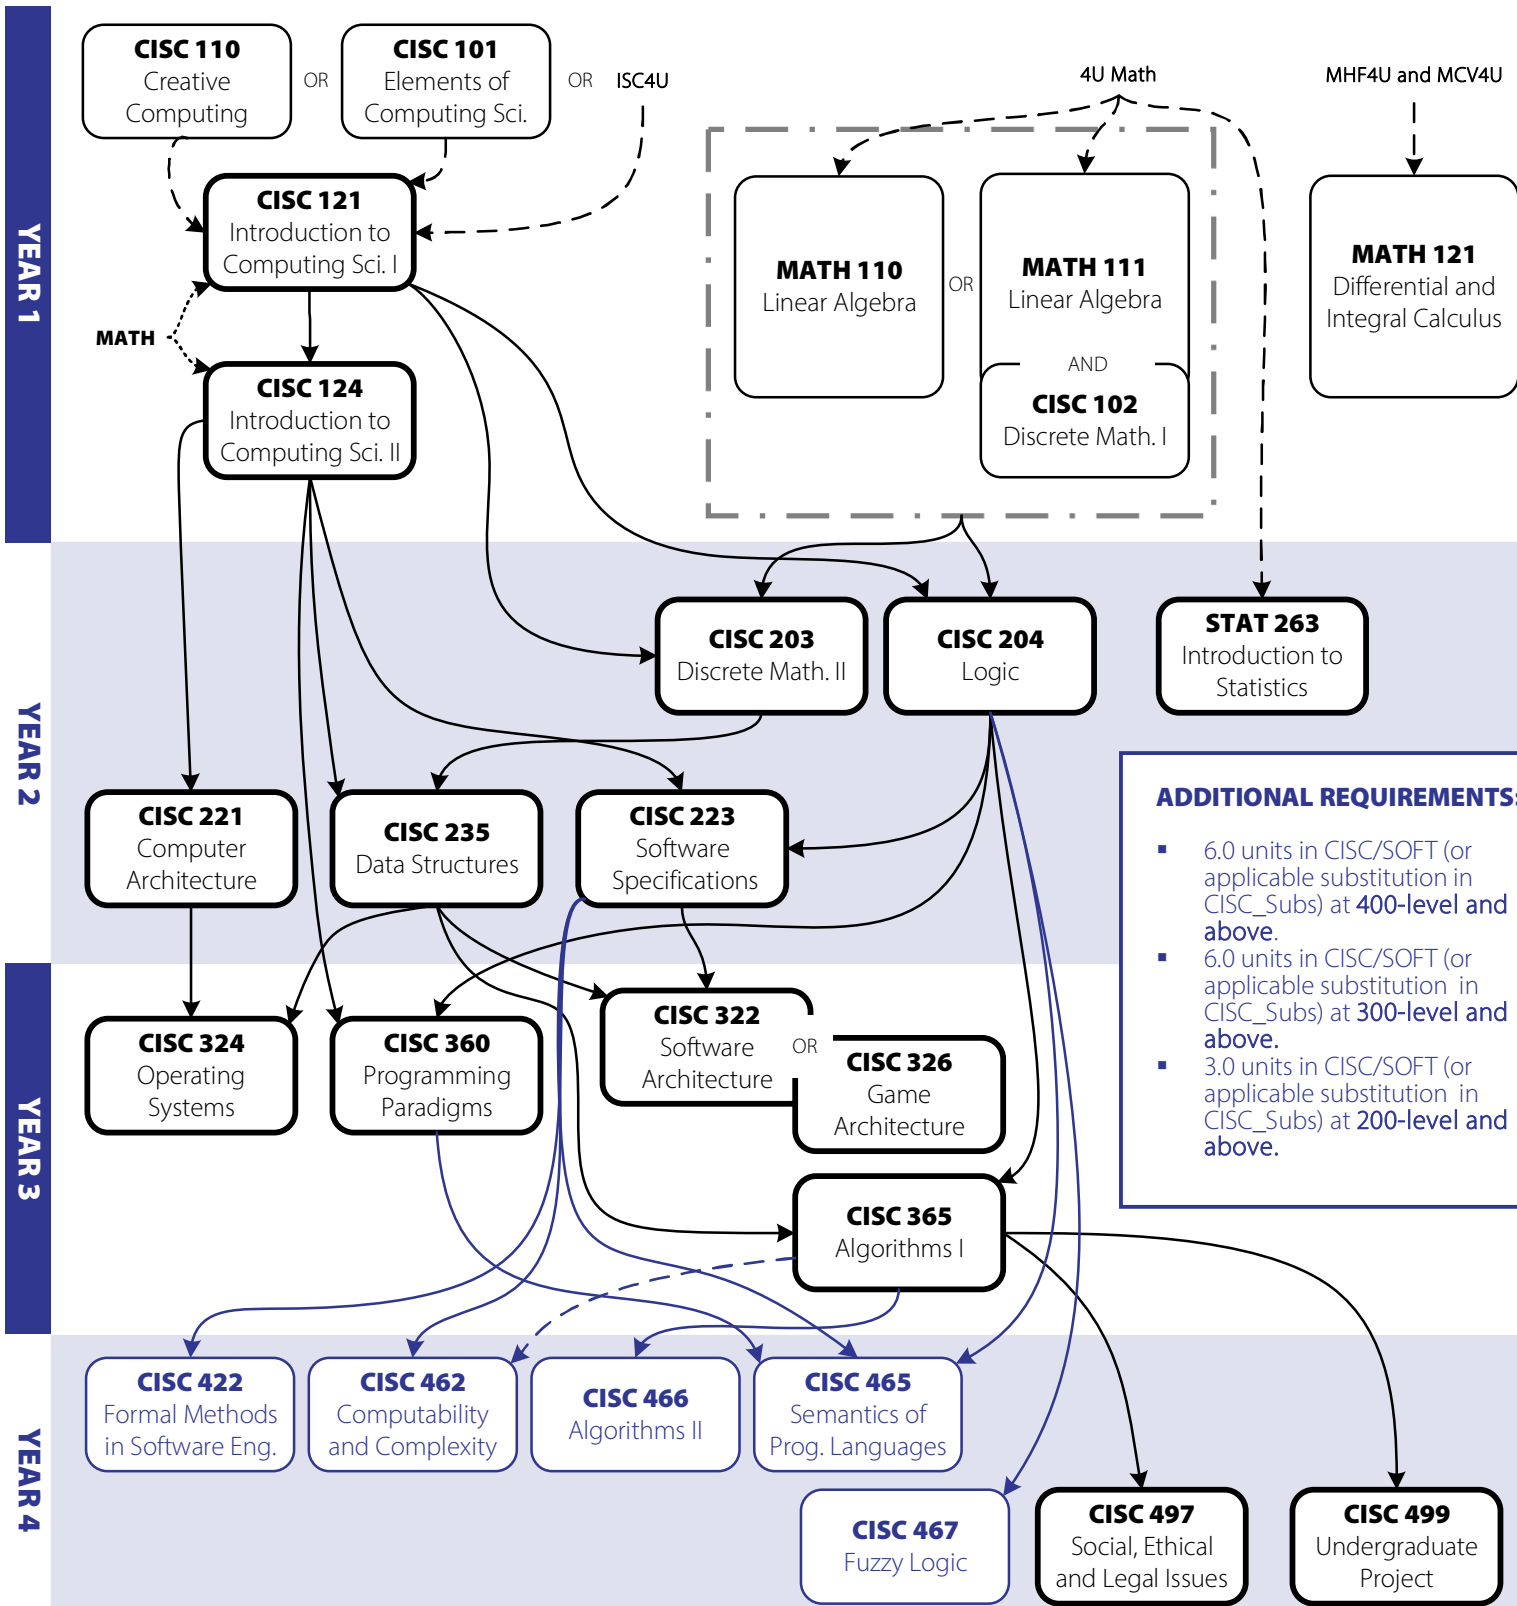 YEAR 1
CISC 110
Creative
Computing
OR
CISC 101
Elements of
Computing Sci.
OR
ISC4U
4U Math
MHF4U and MCV4U
CISC 121
Introduction to
Computing Sci. I
MATH
CISC 124
Introduction to
Computing Sci. II
MATH 110
Linear Algebra
OR
MATH 111
Linear Algebra
AND
CISC 102
Discrete Math. I
MATH 121
Differential and
Integral Calculus
YEAR 2
CISC 203
Discrete Math. II
CISC 204
Logic
STAT 263
Introduction to
Statistics
CISC 221
Computer
Architecture
CISC 235
Data Structures
CISC 223
Software
Specifications
ADDITIONAL REQUIREMENTS:
▪ 6.0 units in CISC/SOFT (or
applicable substitution in
CISC_Subs) at 400-level and
above.
▪ 6.0 units in CISC/SOFT (or
applicable substitution in
CISC_Subs) at 300-level and
above.
▪ 3.0 units in CISC/SOFT (or
applicable substitution in
CISC_Subs) at 200-level and
above.
YEAR 3
CISC 324
Operating
Systems
CISC 360
Programming
Paradigms
CISC 322
Software
Architecture
OR
CISC 326
Game
Architecture
CISC 365
Algorithms I
YEAR 4
CISC 422
Formal Methods
in Software Eng.
CISC 462
Computability
and Complexity
CISC 466
Algorithms II
CISC 465
Semantics of
Prog. Languages
CISC 467
Fuzzy Logic
CISC 497
Social, Ethical
and Legal Issues
CISC 499
Undergraduate
Project